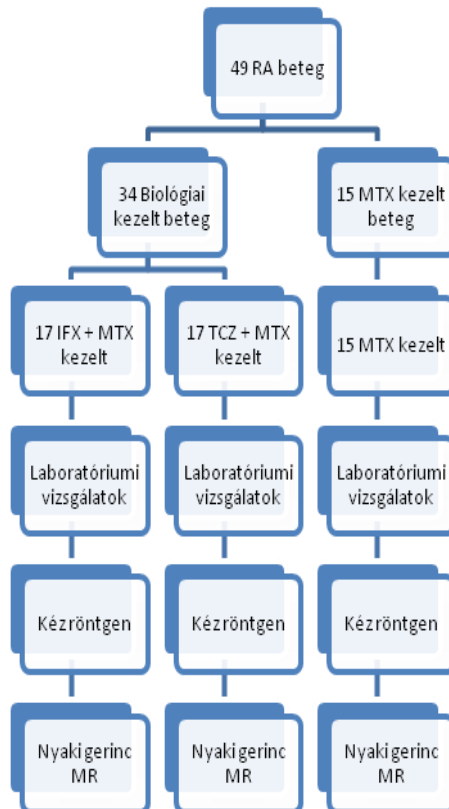 49 RA beteg
34 Biológiai
kezelt beteg
15 MTX kezelt
beteg
17 IFX + MTX
kezelt
17 TCZ + MTX
kezelt
15 MTX kezelt
Laboratóriumi
vizsgálatok
Laboratóriumi
vizsgálatok
Laboratóriumi
vizsgálatok
Kézröntgen
Kézröntgen
Kézröntgen
Nyaki gerinc
MR
Nyaki gerinc
MR
Nyaki gerinc
MR